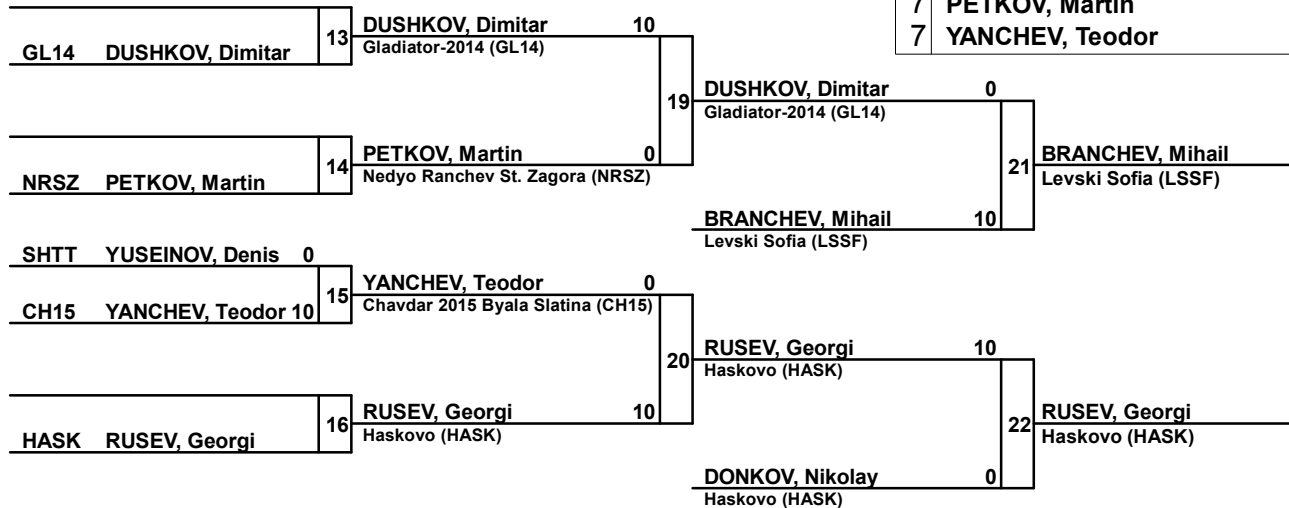 7 PETKOV, Martin
7 YANCHEV, Teodor
DUSHKOV, Dimitar 10
13
Gladiator-2014 (GL14)
GL14 DUSHKOV, Dimitar
DUSHKOV, Dimitar 0
19
Gladiator-2014 (GL14)
PETKOV, Martin 0
14
Nedyo Ranchev St. Zagora (NRSZ)
NRSZ PETKOV, Martin
BRANCHEV, Mihail
21
Levski Sofia (LSSF)
BRANCHEV, Mihail 10
Levski Sofia (LSSF)
SHTT YUSEINOV, Denis 0
YANCHEV, Teodor 0
15
Chavdar 2015 Byala Slatina (CH15)
CH15 YANCHEV, Teodor 10
RUSEV, Georgi 10
20
Haskovo (HASK)
RUSEV, Georgi 10
16
Haskovo (HASK)
HASK RUSEV, Georgi
RUSEV, Georgi
22
Haskovo (HASK)
DONKOV, Nikolay 0
Haskovo (HASK)